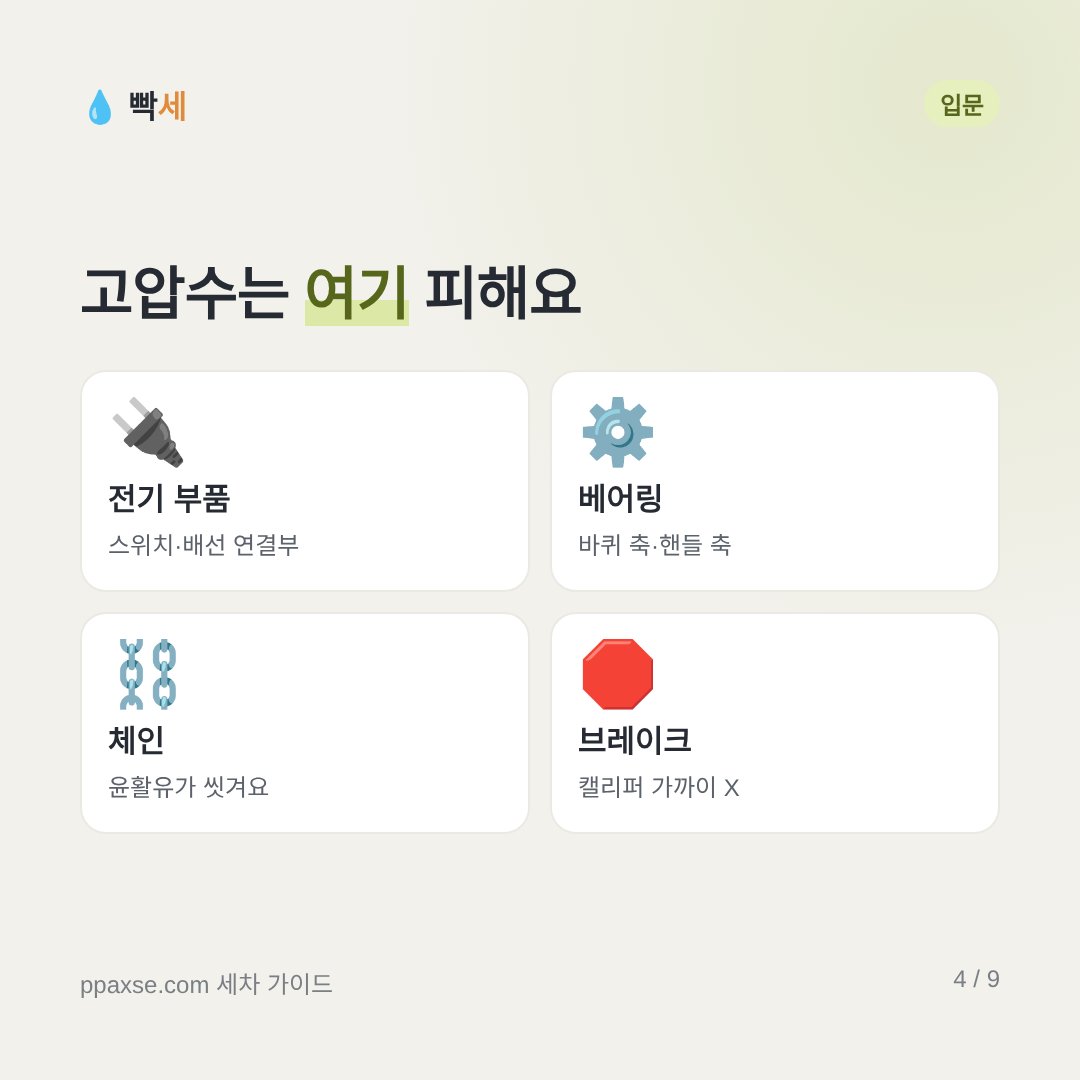 빡세
입문
고압수는 여기 피해요
전기 부품
스위치·배선 연결부
베어링
바퀴 축·핸들 축
체인
윤활유가 씻겨요
브레이크
캘리퍼 가까이 X
ppaxse.com 세차 가이드
4 / 9